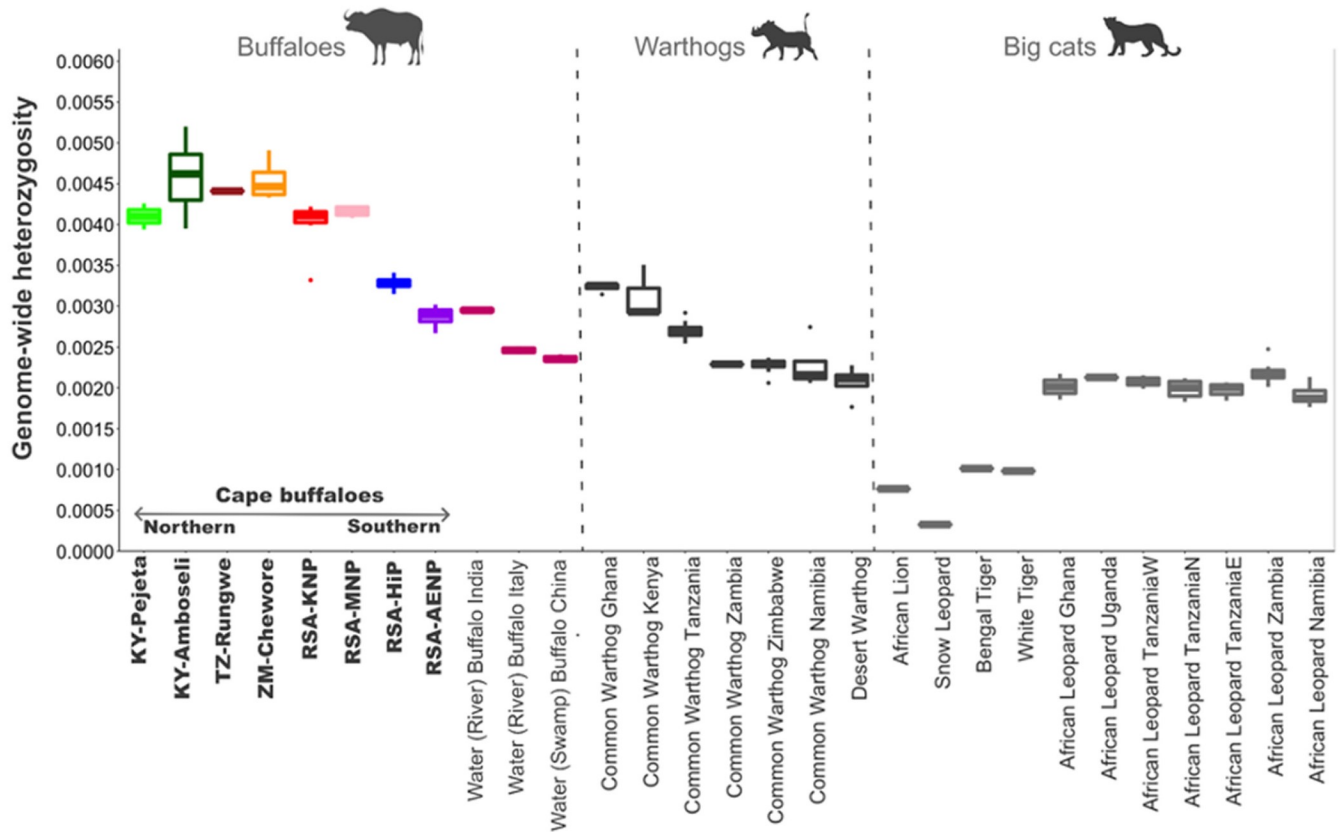 Buffaloes
Warthogs
Big cats
Genome-wide heterozygosity
0.0060
0.0055
0.0050
0.0045
0.0040
0.0035
0.0030
0.0025
0.0020
0.0015
0.0010
0.0005
0.0000
Cape buffaloes
Northern
Southern
KY-Pejeta
KY-Amboseli
TZ-Rungwe
ZM-Chewore
RSA-KNP
RSA-MNP
RSA-HiP
RSA-AENP
Water (River) Buffalo India
Water (River) Buffalo Italy
Water (Swamp) Buffalo China
Common Warthog Ghana
Common Warthog Kenya
Common Warthog Tanzania
Common Warthog Zambia
Common Warthog Zimbabwe
Common Warthog Namibia
Desert Warthog
African Lion
Snow Leopard
Bengal Tiger
White Tiger
African Leopard Ghana
African Leopard Uganda
African Leopard TanzaniaW
African Leopard TanzaniaN
African Leopard TanzaniaE
African Leopard Zambia
African Leopard Namibia